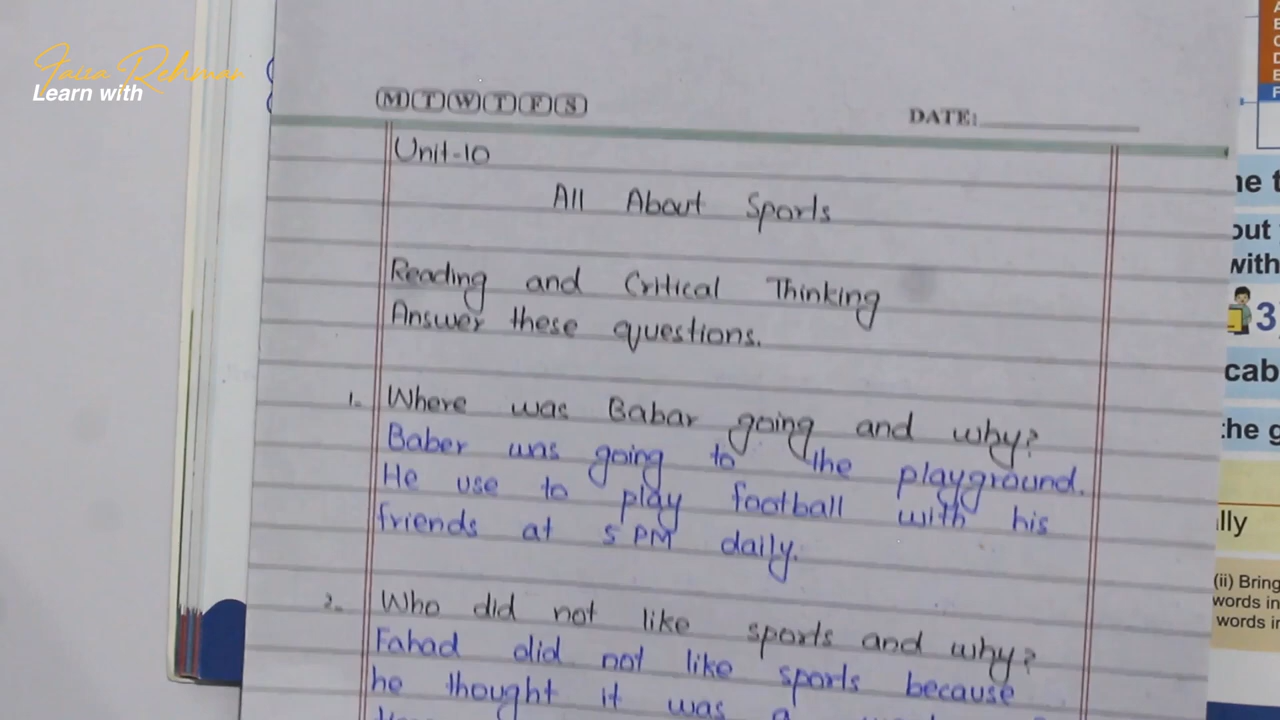 Faiza Rehman
Learn with
M T W T F S
DATE:
Unit-10
All About Sports
Reading and Critical Thinking
Answer these questions.
1. Where was Babar going and why?
Baber was going to the playground.
He use to play football with his
friends at 5 PM daily.
2. Who did not like sports and why?
Fahad did not like sports because
he thought it was a
he t
out
with
3
cab
the g
lly
(ii) Bring
words in
words in